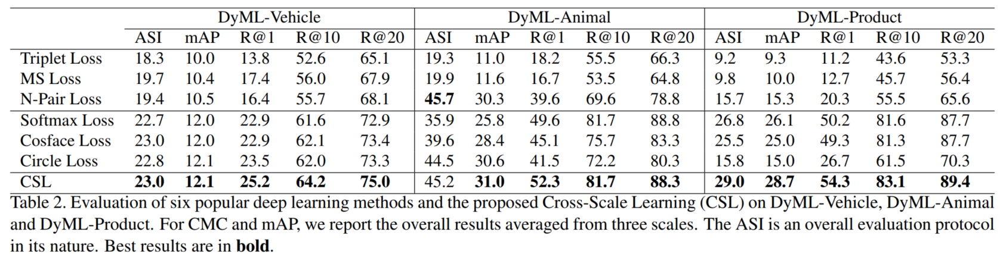 DyML-Vehicle DyML-Animal DyML-Product
ASI mAP R@1 R@10 R@20 ASI mAP R@1 R@10 R@20 ASI mAP R@1 R@10 R@20
Triplet Loss 18.3 10.0 13.8 52.6 65.1 19.3 11.0 18.2 55.5 66.3 9.2 9.3 11.2 43.6 53.3
MS Loss 19.7 10.4 17.4 56.0 67.9 19.9 11.6 16.7 53.5 64.8 9.8 10.0 12.7 45.7 56.4
N-Pair Loss 19.4 10.5 16.4 55.7 68.1 45.7 30.3 39.6 69.6 78.8 15.7 15.3 20.3 55.5 65.6
Softmax Loss 22.7 12.0 22.9 61.6 72.9 35.9 25.8 49.6 81.7 88.8 26.8 26.1 50.2 81.6 87.7
Cosface Loss 23.0 12.0 22.9 62.1 73.4 39.6 28.4 45.1 75.7 83.3 25.5 25.0 49.3 81.3 87.7
Circle Loss 22.8 12.1 23.5 62.0 73.3 44.5 30.6 41.5 72.2 80.3 15.8 15.0 26.7 61.5 70.3
CSL 23.0 12.1 25.2 64.2 75.0 45.2 31.0 52.3 81.7 88.3 29.0 28.7 54.3 83.1 89.4
Table 2. Evaluation of six popular deep learning methods and the proposed Cross-Scale Learning (CSL) on DyML-Vehicle, DyML-Animal
and DyML-Product. For CMC and mAP, we report the overall results averaged from three scales. The ASI is an overall evaluation protocol
in its nature. Best results are in bold.